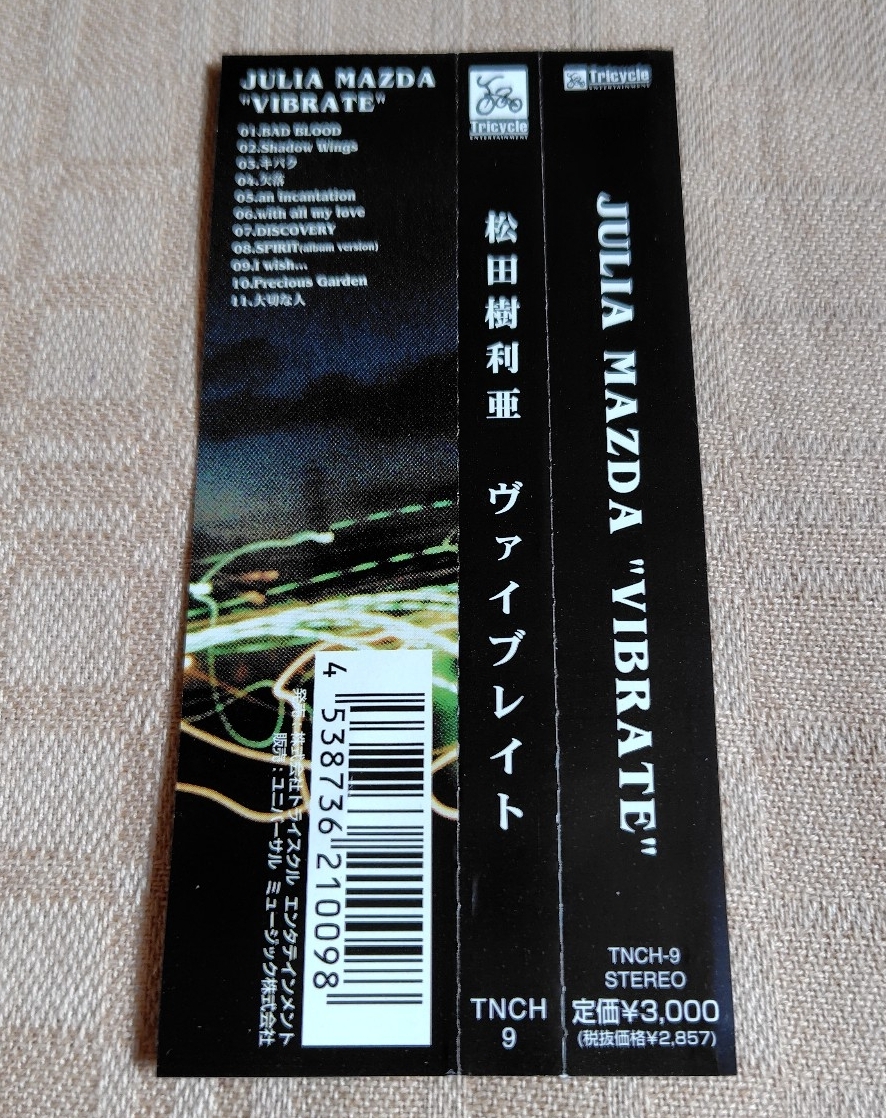 JULIA MAZDA
"VIBRATE"
01.BAD BLOOD
02.Shadow Wings
03.キバク
04.欠落
05.an incantation
06.with all my love
07.DISCOVERY
08.SPIRIT(album version)
09.I wish...
10.Precious Garden
11.大切な人
4 538736 210098
発売:株式会社トライスクル エンタテインメント
販売:ユニバーサル ミュージック株式会社
Tricycle
ENTERTAINMENT
松田樹利亜 ヴァイブレイト
TNCH
9
Tricycle
ENTERTAINMENT
JULIA MAZDA "VIBRATE"
TNCH-9
STEREO
定価¥3,000
(税抜価格¥2,857)